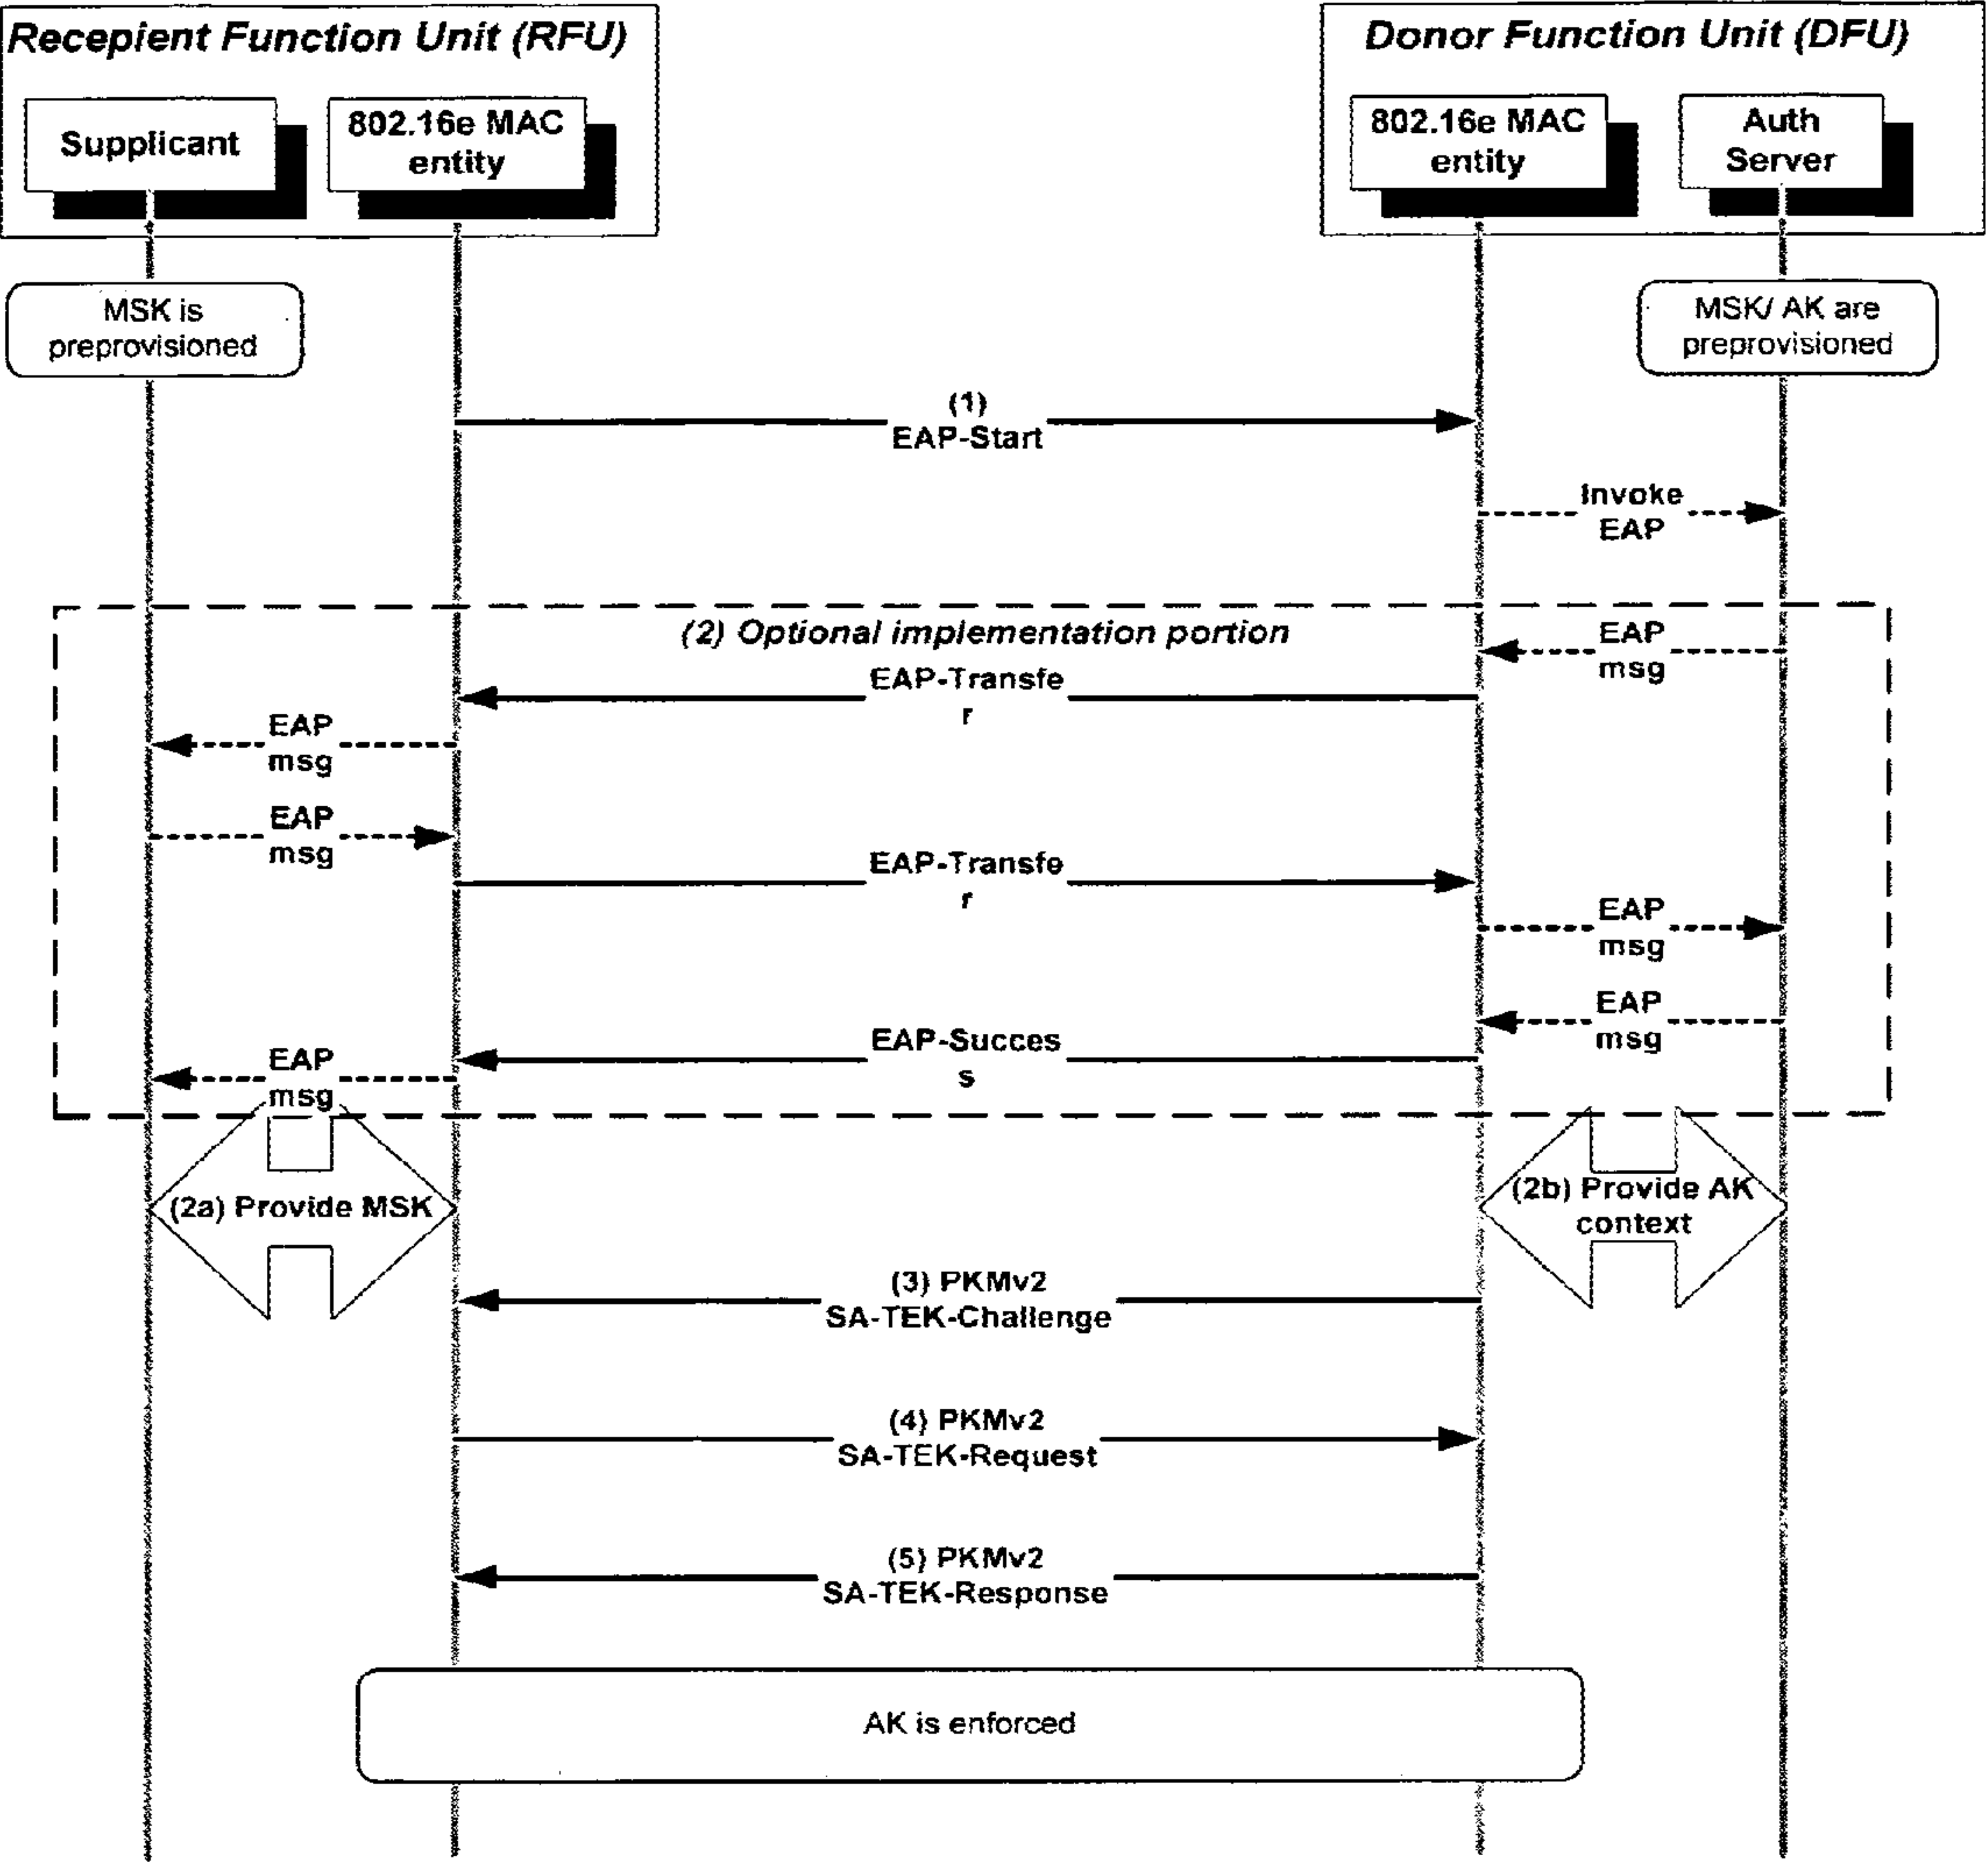 Recepient Function Unit (RFU)
Donor Function Unit (DFU)
Supplicant
802.16e MAC
entity
802.16e MAC
entity
Auth
Server
MSK is
preprovisioned
MSK/ AK are
preprovisioned
(1)
EAP-Start
Invoke
EAP
(2) Optional implementation portion
EAP
msg
EAP-Transfe
r
EAP
msg
EAP
msg
EAP-Transfe
r
EAP
msg
EAP
msg
EAP-Succes
s
EAP
msg
(2a) Provide MSK
(2b) Provide AK
context
(3) PKMv2
SA-TEK-Challenge
(4) PKMv2
SA-TEK-Request
(5) PKMv2
SA-TEK-Response
AK is enforced